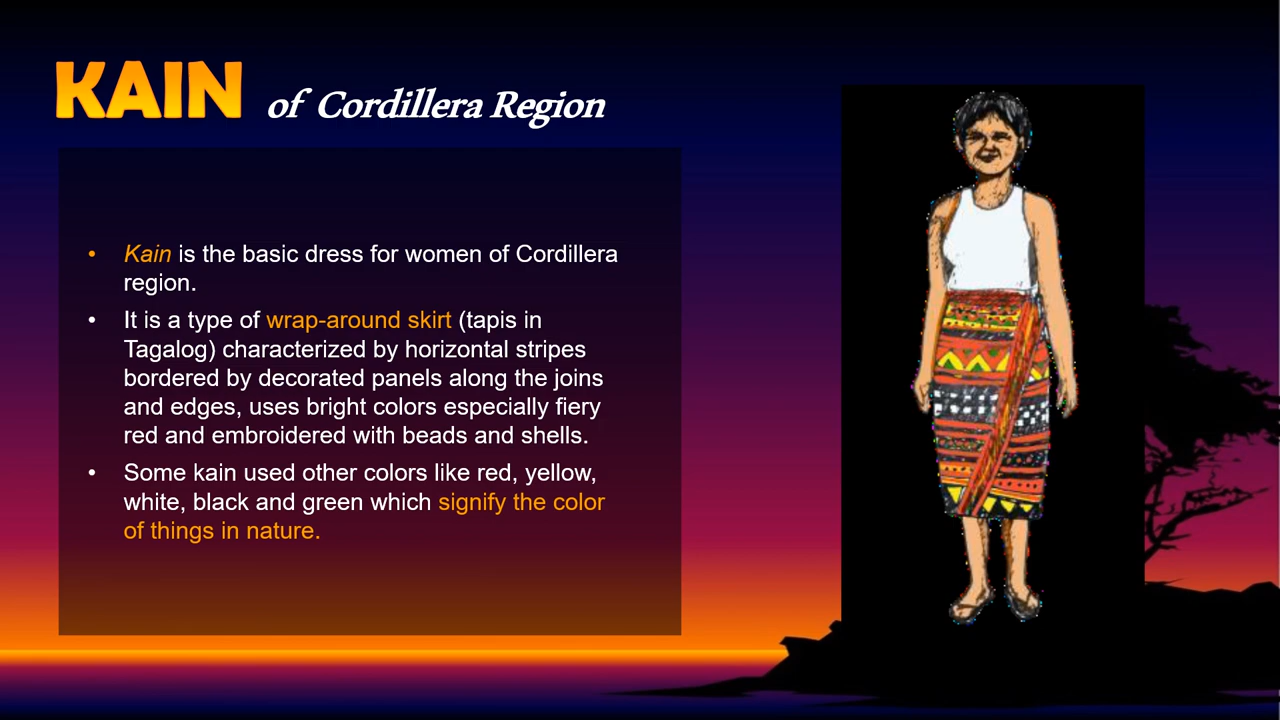 KAIN of Cordillera Region
• Kain is the basic dress for women of Cordillera
region.
• It is a type of wrap-around skirt (tapis in
Tagalog) characterized by horizontal stripes
bordered by decorated panels along the joins
and edges, uses bright colors especially fiery
red and embroidered with beads and shells.
• Some kain used other colors like red, yellow,
white, black and green which signify the color
of things in nature.